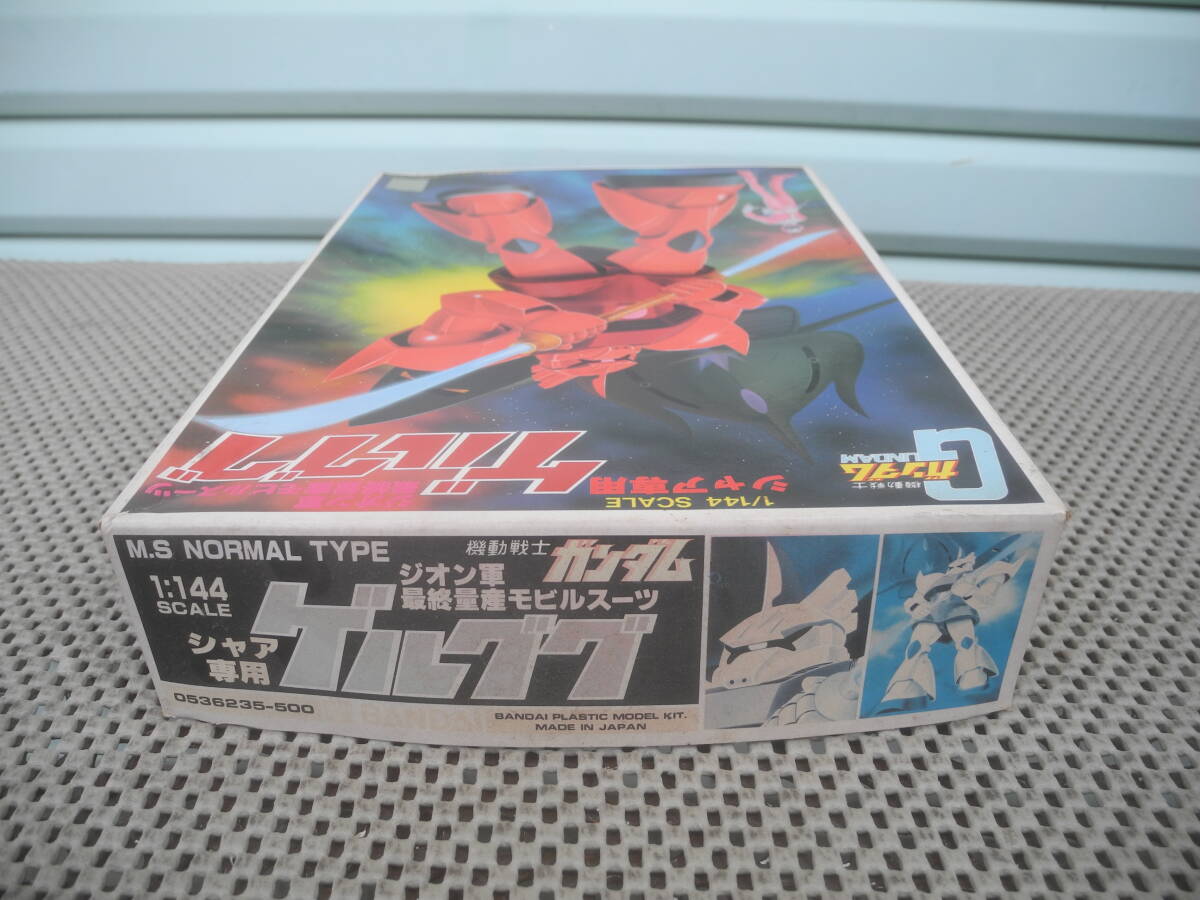 機動戦士
ガンダム
GUNDAM
1/144 SCALE
シャア専用
ゲルググ
M.S NORMAL TYPE
機動戦士 ガンダム
1:144
SCALE
ジオン軍
最終量産モビルスーツ
シャア
専用
ゲルググ
0536235-500
BANDAI PLASTIC MODEL KIT.
MADE IN JAPAN